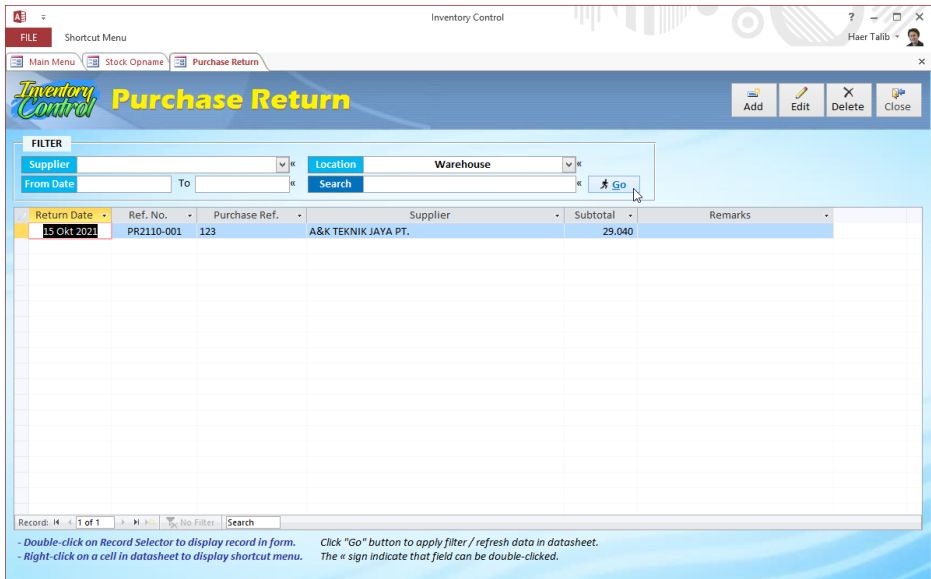 Inventory Control
FILE Shortcut Menu Haer Talib
Main Menu Stock Opname Purchase Return
Inventory Control Purchase Return Add Edit Delete Close
FILTER
Supplier « Location Warehouse «
From Date To « Search « Go
Return Date Ref. No. Purchase Ref. Supplier Subtotal Remarks
15 Okt 2021 PR2110-001 123 A&K TEKNIK JAYA PT. 29.040
Record: 1 of 1 No Filter Search
- Double-click on Record Selector to display record in form. Click "Go" button to apply filter / refresh data in datasheet.
- Right-click on a cell in datasheet to display shortcut menu. The « sign indicate that field can be double-clicked.